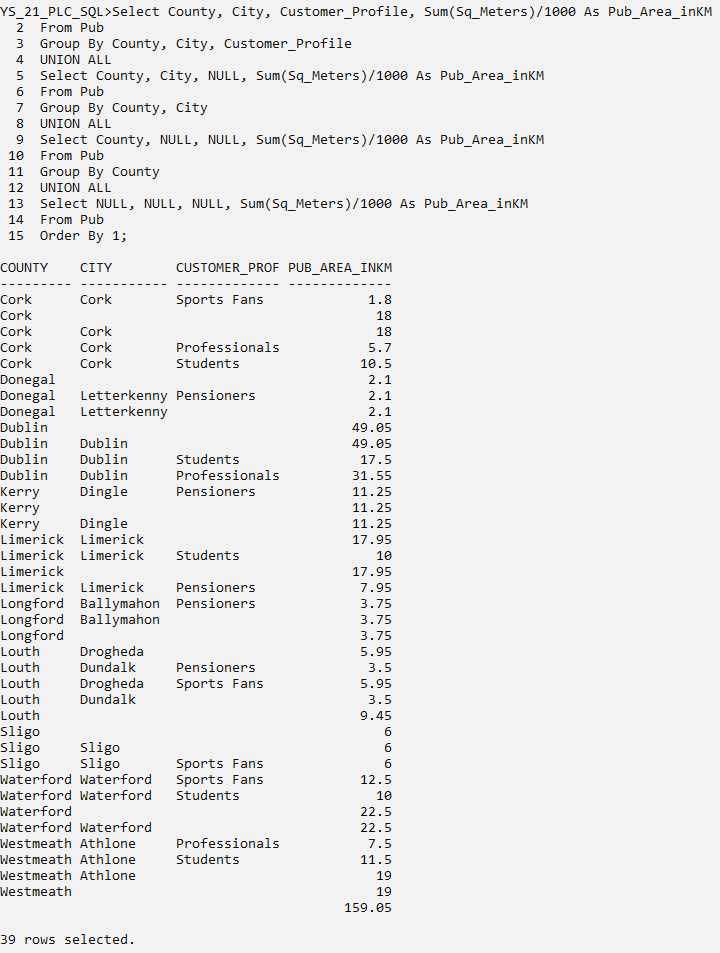 YS_21_PLC_SQL>Select County, City, Customer_Profile, Sum(Sq_Meters)/1000 As Pub_Area_inKM
  2  From Pub
  3  Group By County, City, Customer_Profile
  4  UNION ALL
  5  Select County, City, NULL, Sum(Sq_Meters)/1000 As Pub_Area_inKM
  6  From Pub
  7  Group By County, City
  8  UNION ALL
  9  Select County, NULL, NULL, Sum(Sq_Meters)/1000 As Pub_Area_inKM
 10  From Pub
 11  Group By County
 12  UNION ALL
 13  Select NULL, NULL, NULL, Sum(Sq_Meters)/1000 As Pub_Area_inKM
 14  From Pub
 15  Order By 1;

COUNTY    CITY        CUSTOMER_PROF PUB_AREA_INKM
--------- ----------- ------------- -------------
Cork      Cork        Sports Fans             1.8
Cork                                           18
Cork      Cork                                 18
Cork      Cork        Professionals           5.7
Cork      Cork        Students               10.5
Donegal                                       2.1
Donegal   Letterkenny Pensioners              2.1
Donegal   Letterkenny                         2.1
Dublin                                      49.05
Dublin    Dublin                            49.05
Dublin    Dublin      Students               17.5
Dublin    Dublin      Professionals         31.55
Kerry     Dingle      Pensioners            11.25
Kerry                                       11.25
Kerry     Dingle                            11.25
Limerick  Limerick                          17.95
Limerick  Limerick    Students                 10
Limerick                                    17.95
Limerick  Limerick    Pensioners             7.95
Longford  Ballymahon  Pensioners             3.75
Longford  Ballymahon                         3.75
Longford                                     3.75
Louth     Drogheda                           5.95
Louth     Dundalk     Pensioners              3.5
Louth     Drogheda    Sports Fans            5.95
Louth     Dundalk                             3.5
Louth                                        9.45
Sligo                                           6
Sligo     Sligo                                 6
Sligo     Sligo       Sports Fans               6
Waterford Waterford   Sports Fans            12.5
Waterford Waterford   Students                 10
Waterford                                    22.5
Waterford Waterford                          22.5
Westmeath Athlone     Professionals           7.5
Westmeath Athlone     Students               11.5
Westmeath Athlone                              19
Westmeath                                      19
                                           159.05

39 rows selected.